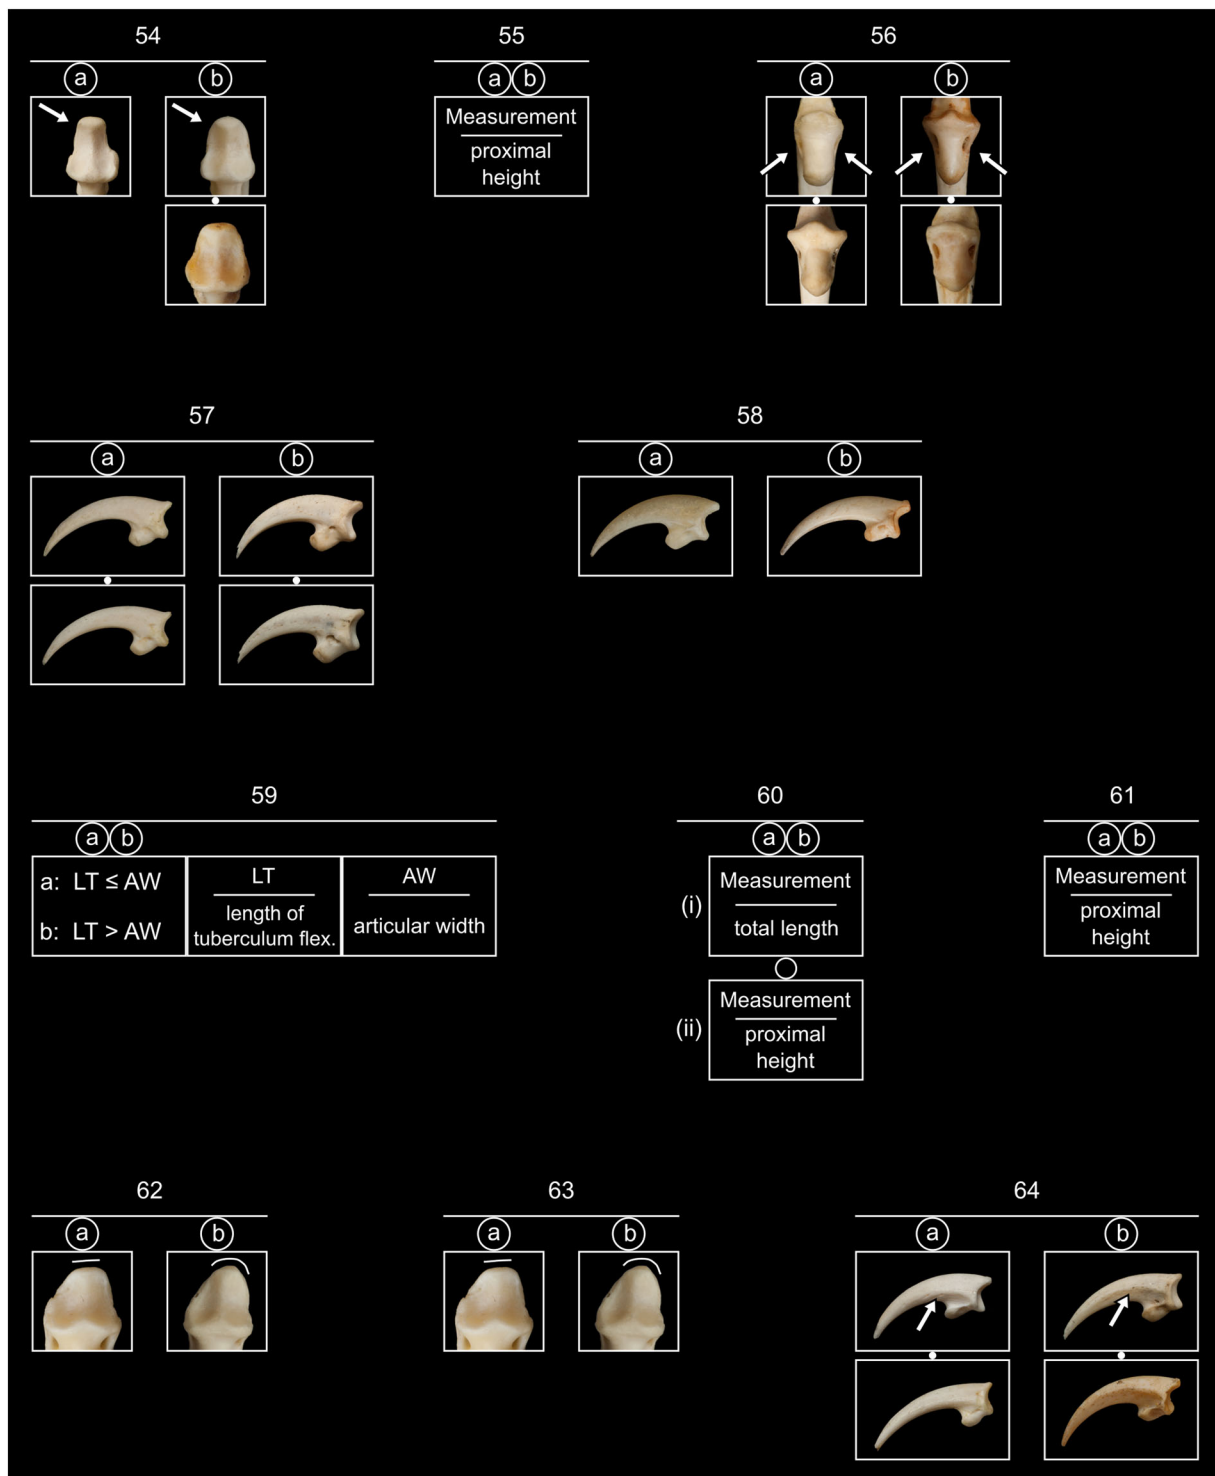 54
55
56
a
b
a b
a
b
Measurement
proximal
height
57
58
a
b
a
b
59
60
61
a b
a b
a b
a: LT ≤ AW
b: LT > AW
LT
length of
tuberculum flex.
AW
articular width
(i)
Measurement
total length
Measurement
proximal
height
(ii)
Measurement
proximal
height
62
63
64
a
b
a
b
a
b